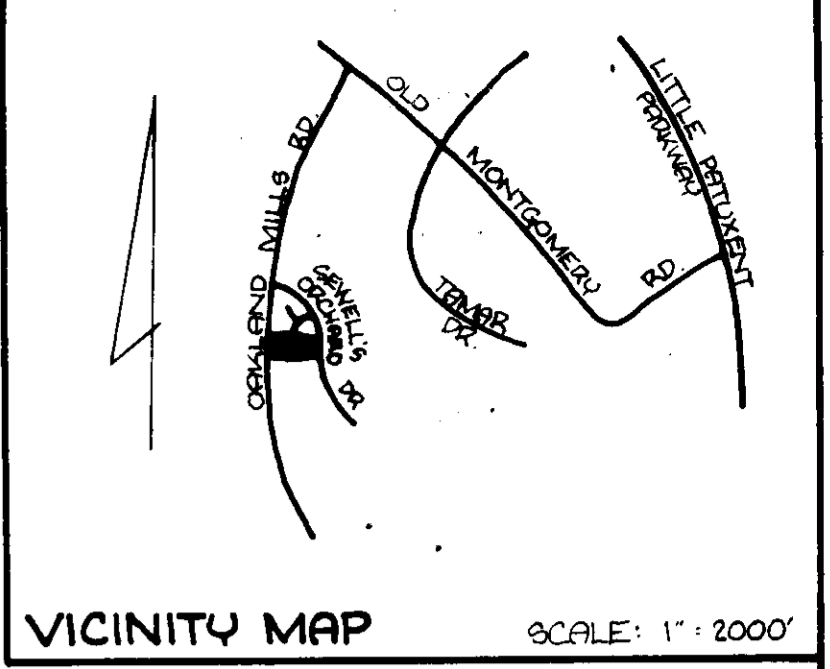 OLD
MONTGOMERY
RD.
LITTLE PATUXENT
PARKWAY
OAKLAND MILLS RD.
SEWELL'S
ORCHARD
DR
TAMAR
DR.
VICINITY MAP
SCALE: 1" = 2000'